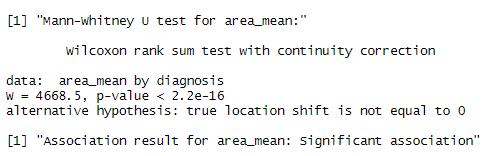 [1] "Mann-Whitney U test for area_mean:"
Wilcoxon rank sum test with continuity correction
data:  area_mean by diagnosis
W = 4668.5, p-value < 2.2e-16
alternative hypothesis: true location shift is not equal to 0
[1] "Association result for area_mean: Significant association"